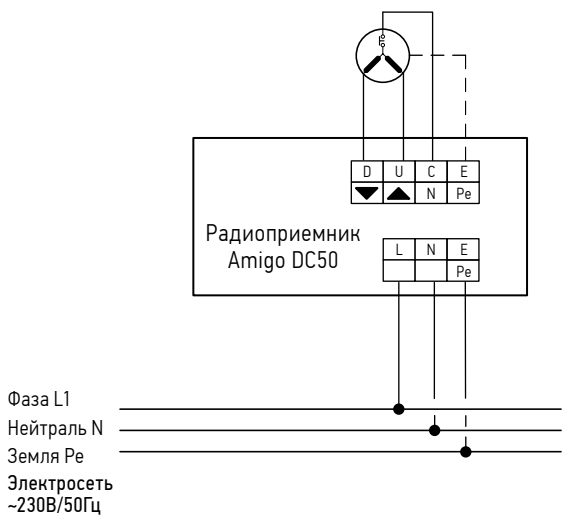 D U C E
N Pe
Радиоприемник
Amigo DC50
L N E
Pe
Фаза L1
Нейтраль N
Земля Pe
Электросеть
~230В/50Гц